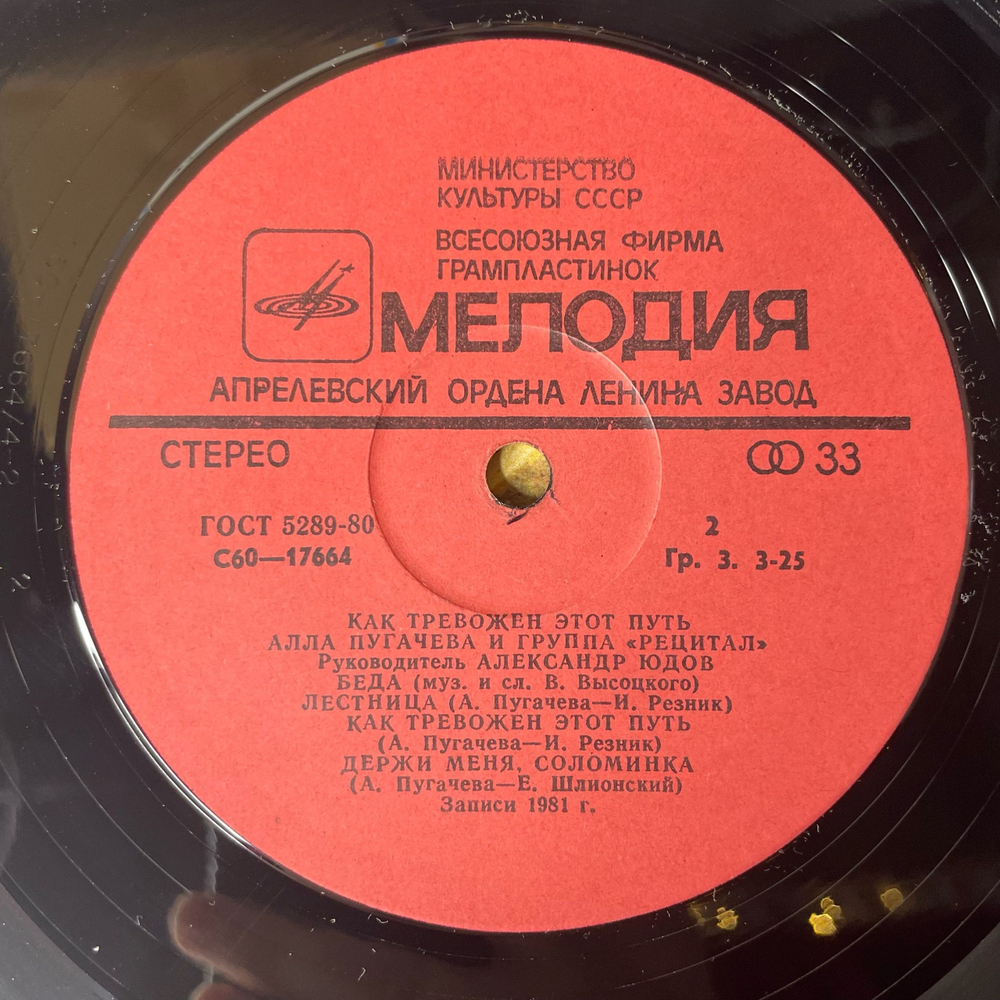 МИНИСТЕРСТВО
КУЛЬТУРЫ СССР
ВСЕСОЮЗНАЯ ФИРМА
ГРАМПЛАСТИНОК
МЕЛОДИЯ
АПРЕЛЕВСКИЙ ОРДЕНА ЛЕНИНА ЗАВОД
СТЕРЕО 33
ГОСТ 5289-80 2
С60—17664 Гр. 3. 3-25
КАК ТРЕВОЖЕН ЭТОТ ПУТЬ
АЛЛА ПУГАЧЕВА И ГРУППА «РЕЦИТАЛ»
Руководитель АЛЕКСАНДР ЮДОВ
БЕДА (муз. и сл. В. Высоцкого)
ЛЕСТНИЦА (А. Пугачева—И. Резник)
КАК ТРЕВОЖЕН ЭТОТ ПУТЬ
(А. Пугачева—И. Резник)
ДЕРЖИ МЕНЯ, СОЛОМИНКА
(А. Пугачева—Е. Шлионский)
Записи 1981 г.